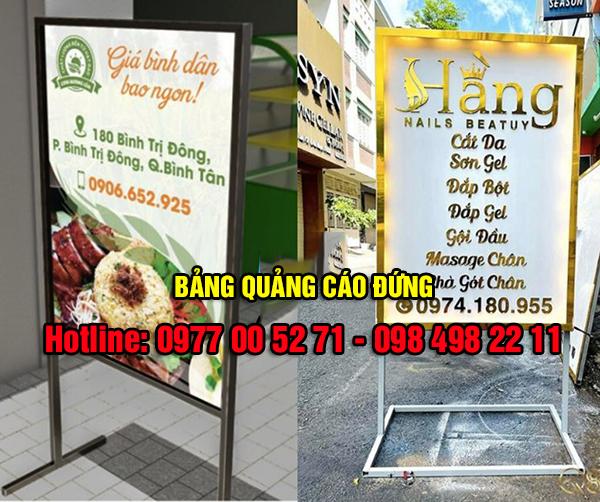 Giá bình dân
bao ngon!
180 Bình Trị Đông,
P. Bình Trị Đông, Q.Bình Tân
0906.652.925
SEASON
SYN
Hằng
NAILS BEATUY
Cắt Da
Sơn Gel
Đắp Bột
Đắp Gel
Gội Đầu
Masage Chân
Chà Gót Chân
0974.180.955
BẢNG QUẢNG CÁO ĐỨNG
Hotline: 0977 00 52 71 - 098 498 22 11